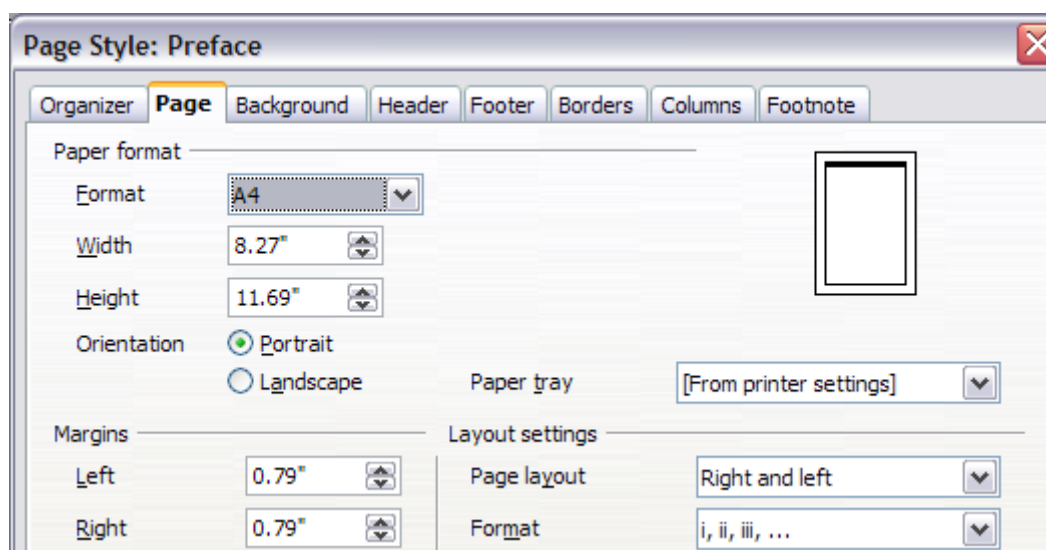 Page Style: Preface
Organizer Page Background Header Footer Borders Columns Footnote
Paper format
Format A4
Width 8.27"
Height 11.69"
Orientation Portrait
Landscape Paper tray [From printer settings]
Margins Layout settings
Left 0.79" Page layout Right and left
Right 0.79" Format i, ii, iii, ...